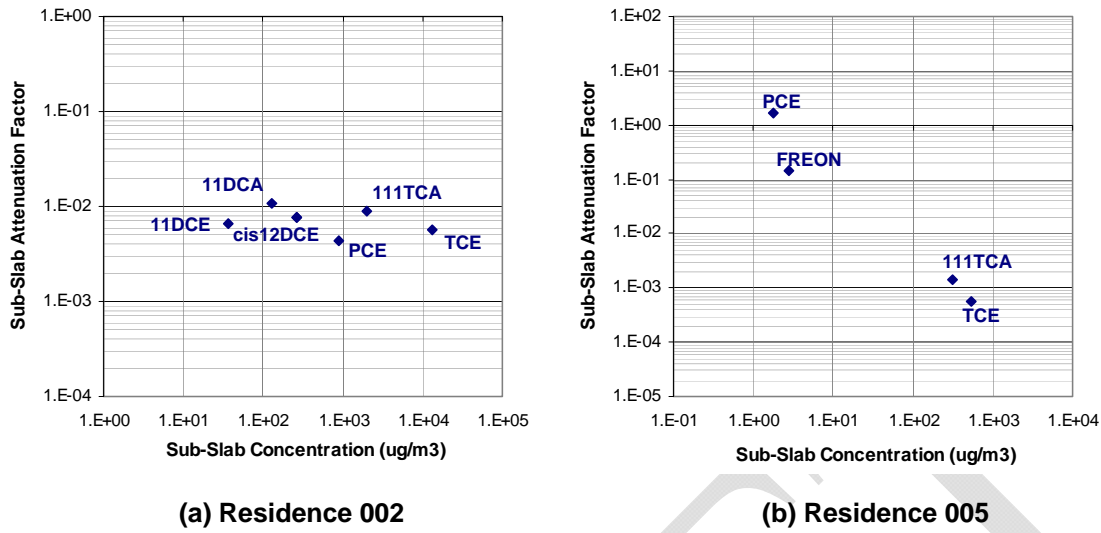 1.E+00
1.E-01
1.E-02
1.E-03
1.E-04
Sub-Slab Attenuation Factor
11DCA
111TCA
11DCE
cis12DCE
PCE
TCE
1.E+00 1.E+01 1.E+02 1.E+03 1.E+04 1.E+05
Sub-Slab Concentration (ug/m3)
(a) Residence 002
1.E+02
1.E+01
1.E+00
1.E-01
1.E-02
1.E-03
1.E-04
1.E-05
Sub-Slab Attenuation Factor
PCE
FREON
111TCA
TCE
1.E-01 1.E+00 1.E+01 1.E+02 1.E+03 1.E+04
Sub-Slab Concentration (ug/m3)
(b) Residence 005